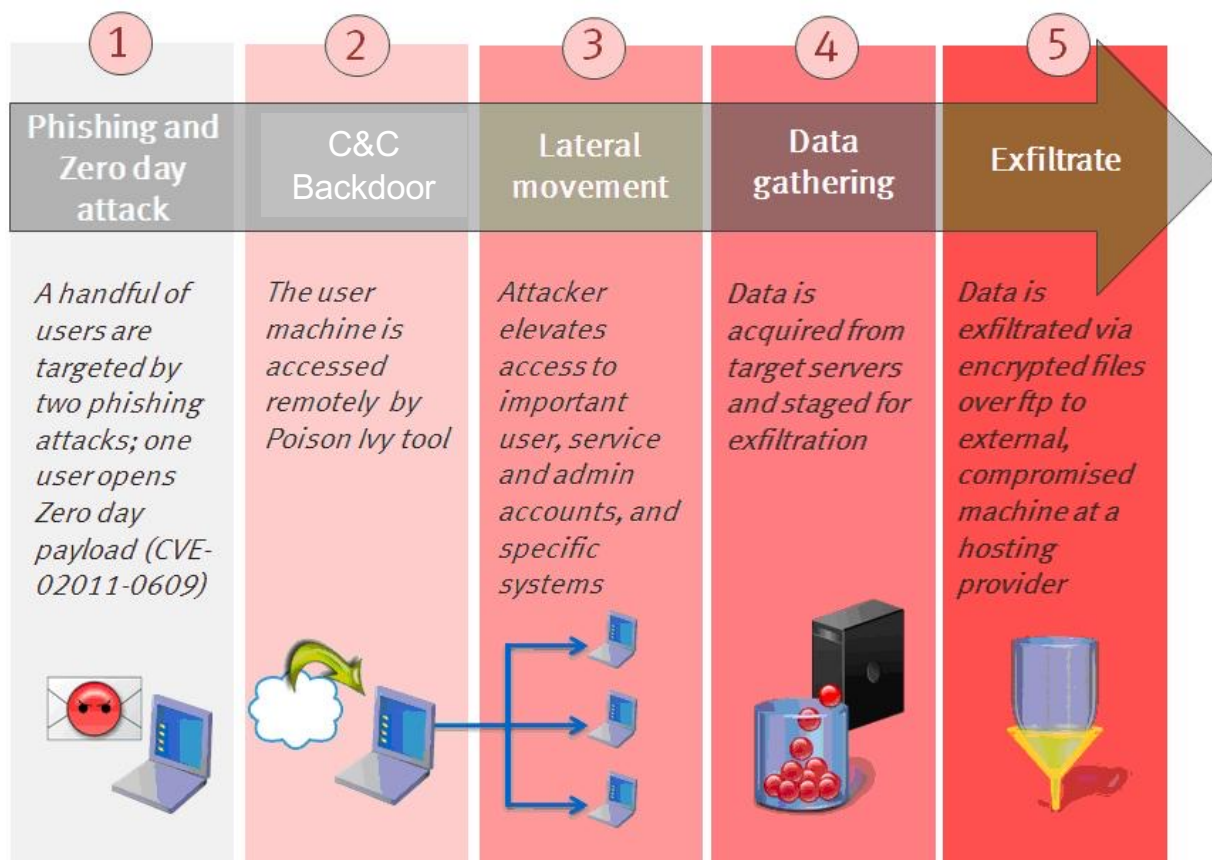 1
2
3
4
5
Phishing and
Zero day
attack
C&C
Backdoor
Lateral
movement
Data
gathering
Exfiltrate
A handful of
users are
targeted by
two phishing
attacks; one
user opens
Zero day
payload (CVE-
02011-0609)
The user
machine is
accessed
remotely by
Poison Ivy tool
Attacker
elevates
access to
important
user, service
and admin
accounts, and
specific
systems
Data is
acquired from
target servers
and staged for
exfiltration
Data is
exfiltrated via
encrypted files
over ftp to
external,
compromised
machine at a
hosting
provider